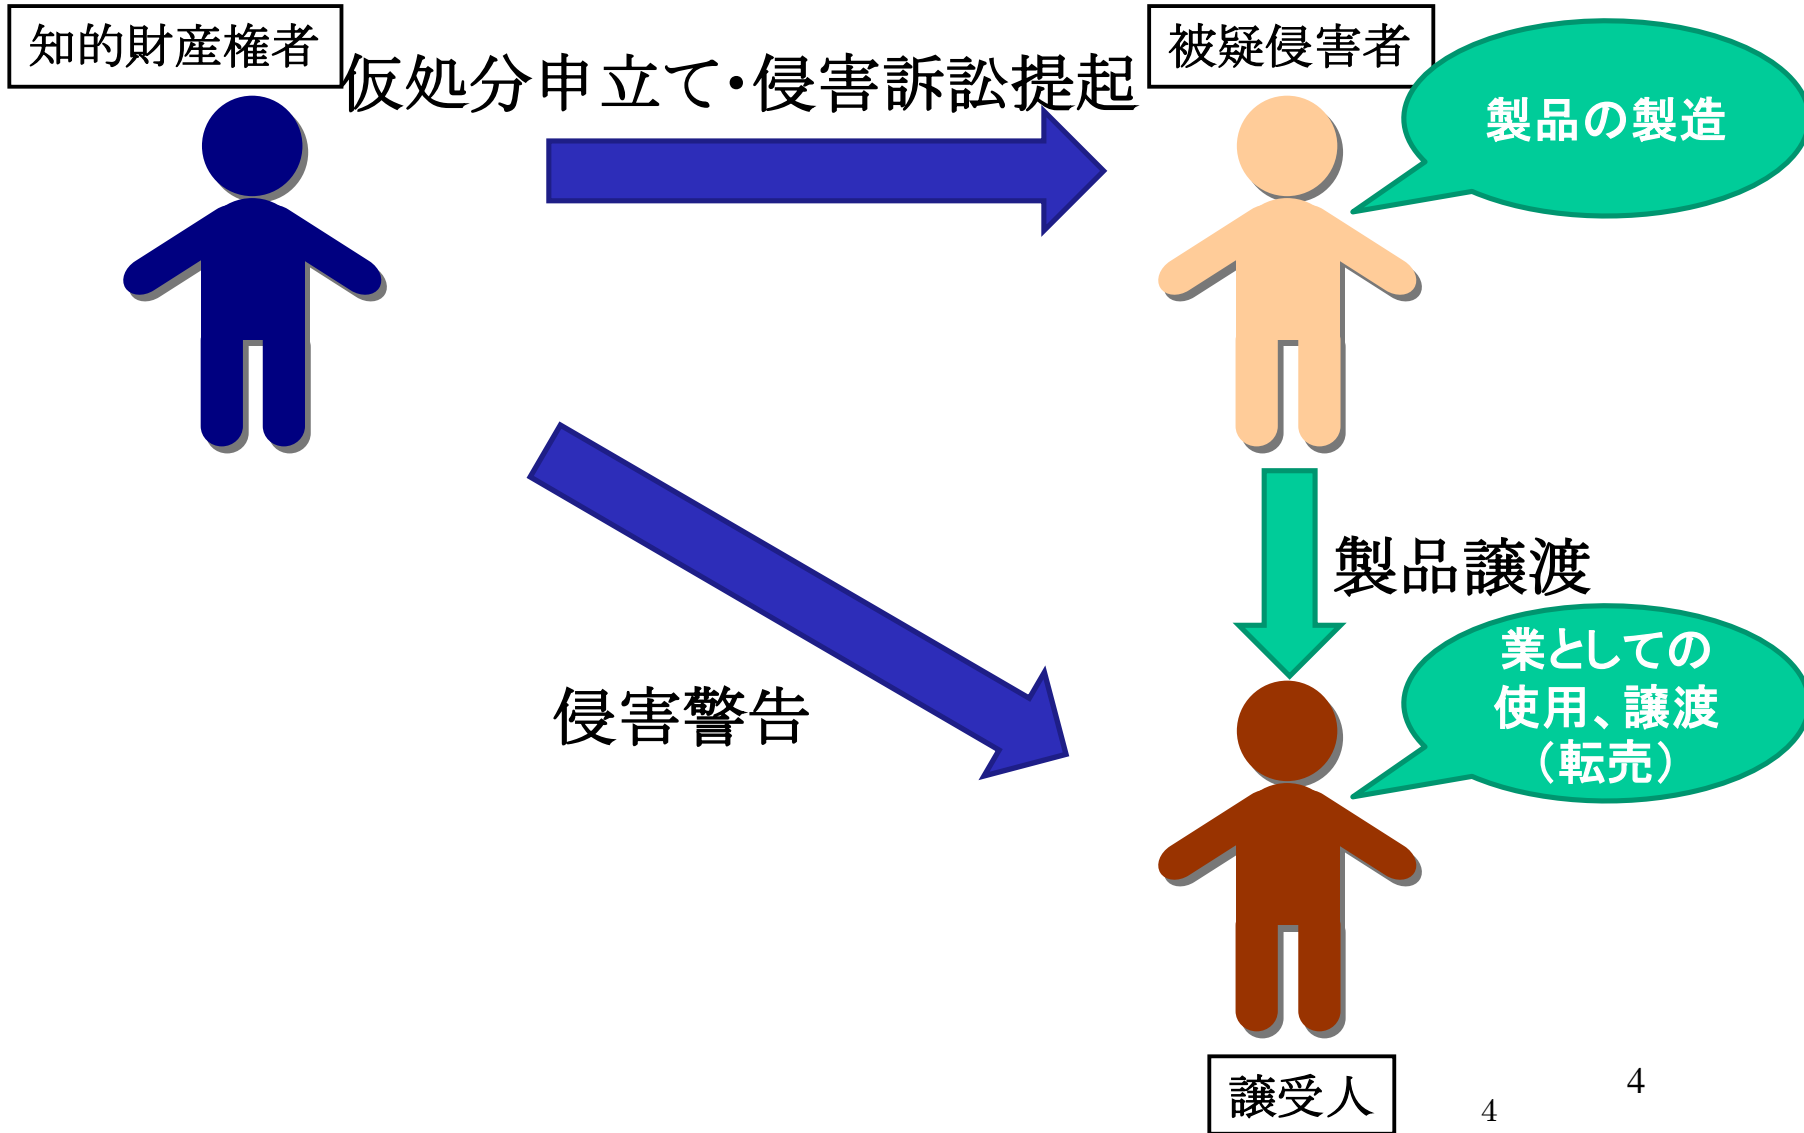 知的財産権者
仮処分申立て・侵害訴訟提起
被疑侵害者
製品の製造
製品譲渡
侵害警告
業としての
使用、譲渡
（転売）
譲受人
4
4